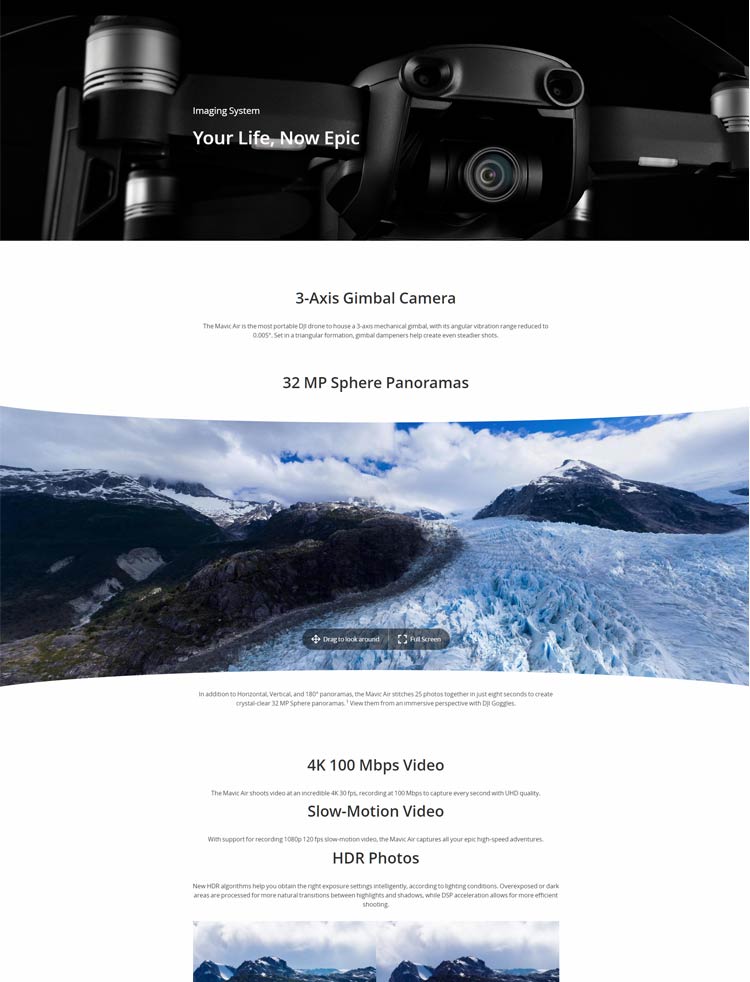 Imaging System
Your Life, Now Epic
3-Axis Gimbal Camera
The Mavic Air is the most portable DJI drone to house a 3-axis mechanical gimbal, with its angular vibration range reduced to
0.005°. Set in a triangular formation, gimbal dampeners help create even steadier shots.
32 MP Sphere Panoramas
Drag to look around
Full Screen
In addition to Horizontal, Vertical, and 180° panoramas, the Mavic Air stitches 25 photos together in just eight seconds to create
crystal-clear 32 MP Sphere panoramas. 1 View them from an immersive perspective with DJI Goggles.
4K 100 Mbps Video
The Mavic Air shoots video at an incredible 4K 30 fps, recording at 100 Mbps to capture every second with UHD quality.
Slow-Motion Video
With support for recording 1080p 120 fps slow-motion video, the Mavic Air captures all your epic high-speed adventures.
HDR Photos
New HDR algorithms help you obtain the right exposure settings intelligently, according to lighting conditions. Overexposed or dark
areas are processed for more natural transitions between highlights and shadows, while DSP acceleration allows for more efficient
shooting.